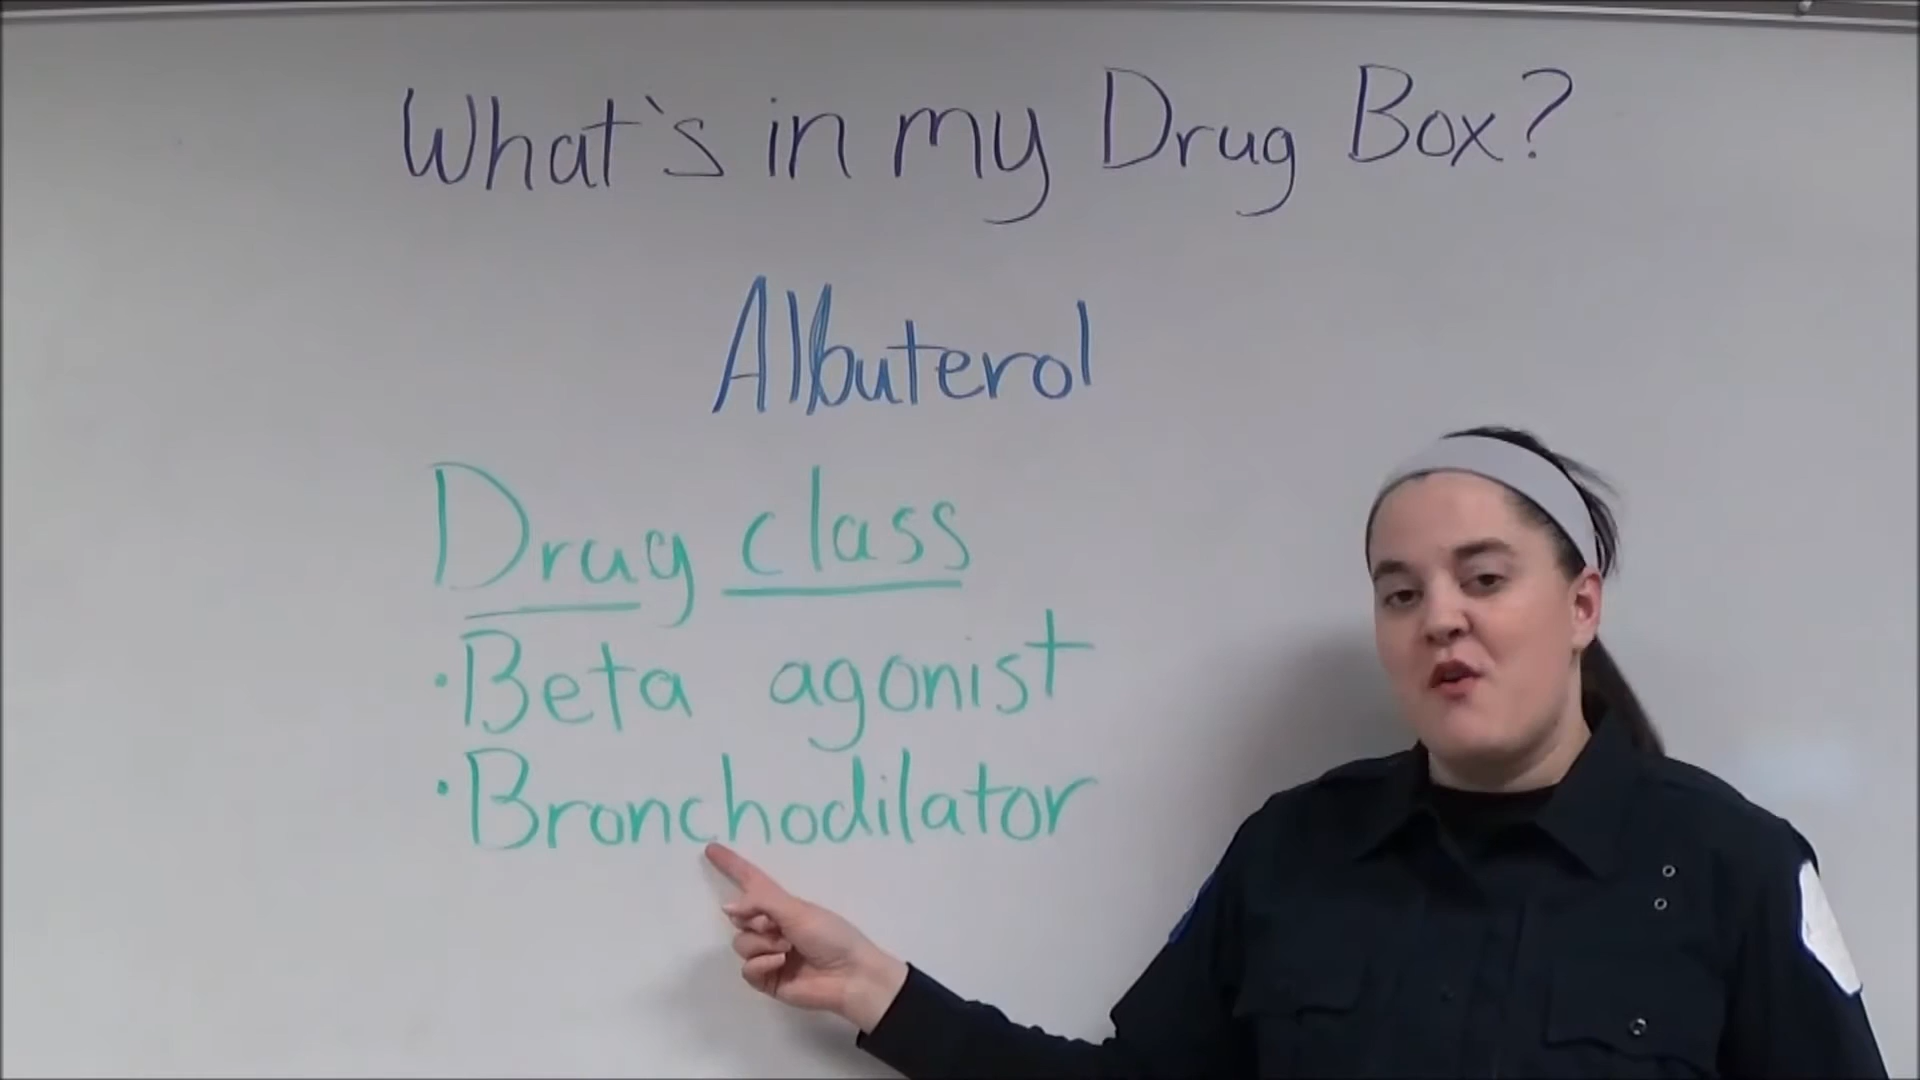 What's in my Drug Box?
Albuterol
Drug class
· Beta agonist
· Bronchodilator